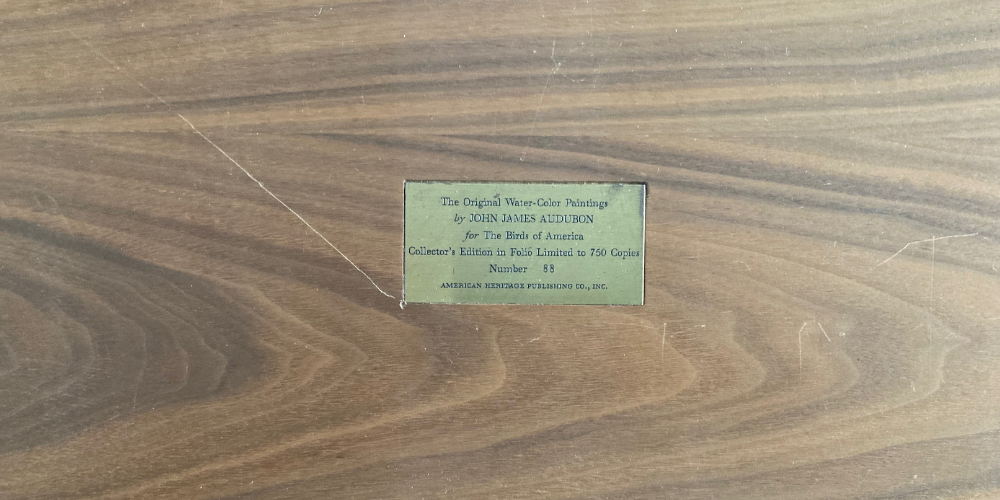 The Original Water-Color Paintings
by JOHN JAMES AUDUBON
for The Birds of America
Collector's Edition in Folio Limited to 750 Copies
Number 88
AMERICAN HERITAGE PUBLISHING CO., INC.